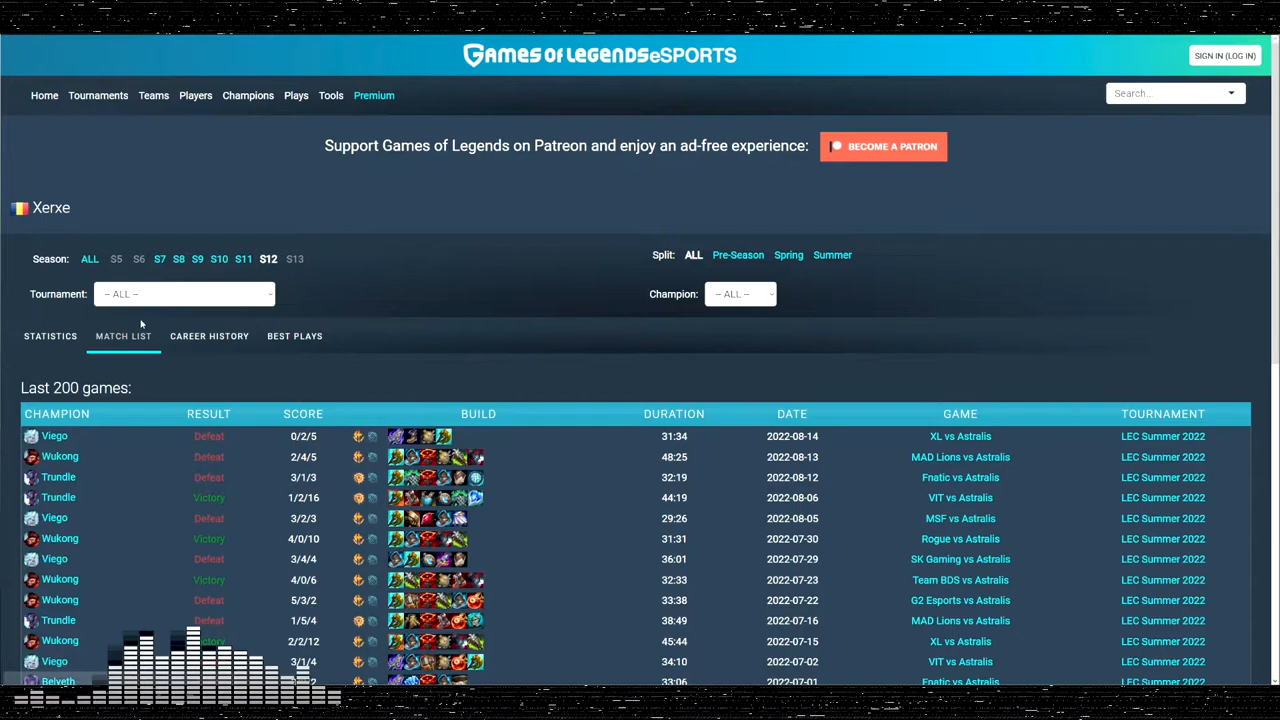 GAMES OF LEGENDS eSPORTS
SIGN IN (LOG IN)
Home Tournaments Teams Players Champions Plays Tools Premium
Search...
Support Games of Legends on Patreon and enjoy an ad-free experience: BECOME A PATRON
Xerxe
Season: ALL S5 S6 S7 S8 S9 S10 S11 S12 S13
Split: ALL Pre-Season Spring Summer
Tournament: -- ALL --
Champion: -- ALL --
STATISTICS MATCH LIST CAREER HISTORY BEST PLAYS
Last 200 games:
CHAMPION RESULT SCORE BUILD DURATION DATE GAME TOURNAMENT
Viego Defeat 0/2/5 31:34 2022-08-14 XL vs Astralis LEC Summer 2022
Wukong Defeat 2/4/5 48:25 2022-08-13 MAD Lions vs Astralis LEC Summer 2022
Trundle Defeat 3/1/3 32:19 2022-08-12 Fnatic vs Astralis LEC Summer 2022
Trundle Victory 1/2/16 44:19 2022-08-06 VIT vs Astralis LEC Summer 2022
Viego Defeat 3/2/3 29:26 2022-08-05 MSF vs Astralis LEC Summer 2022
Wukong Victory 4/0/10 31:31 2022-07-30 Rogue vs Astralis LEC Summer 2022
Viego Defeat 3/4/4 36:01 2022-07-29 SK Gaming vs Astralis LEC Summer 2022
Wukong Victory 4/0/6 32:33 2022-07-23 Team BDS vs Astralis LEC Summer 2022
Wukong Defeat 5/3/2 33:38 2022-07-22 G2 Esports vs Astralis LEC Summer 2022
Trundle Defeat 1/5/4 38:49 2022-07-16 MAD Lions vs Astralis LEC Summer 2022
Wukong 2/2/12 45:44 2022-07-15 XL vs Astralis LEC Summer 2022
Viego 3/1/4 34:10 2022-07-02 VIT vs Astralis LEC Summer 2022
Belveth 33:06 2022-07-01 Fnatic vs Astralis LEC Summer 2022